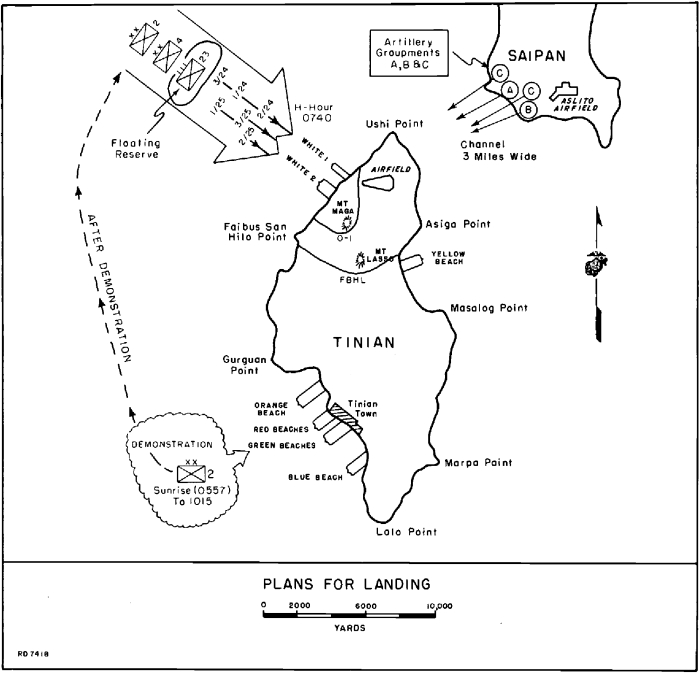 XX
2
XX
4
III
23
3/24
1/24
2/24
1/25
3/25
2/25
H-Hour
0740
Floating
Reserve
Artillery
Groupments
A, B & C
SAIPAN
C
A
C
B
ASLITO
AIRFIELD
Channel
3 Miles Wide
Ushi Point
WHITE 1
WHITE 2
AIRFIELD
MT
MAGA
O-1
Faibus San
Hilo Point
Asiga Point
MT
LASSO
FBHL
YELLOW
BEACH
Masalog Point
TINIAN
Gurguan
Point
ORANGE
BEACH
Tinian
Town
RED BEACHES
GREEN BEACHES
BLUE BEACH
Marpa Point
Lalo Point
AFTER DEMONSTRATION
DEMONSTRATION
XX
2
Sunrise (0557)
To 1015
PLANS FOR LANDING
0 2000 6000 10,000
YARDS
RD 7418